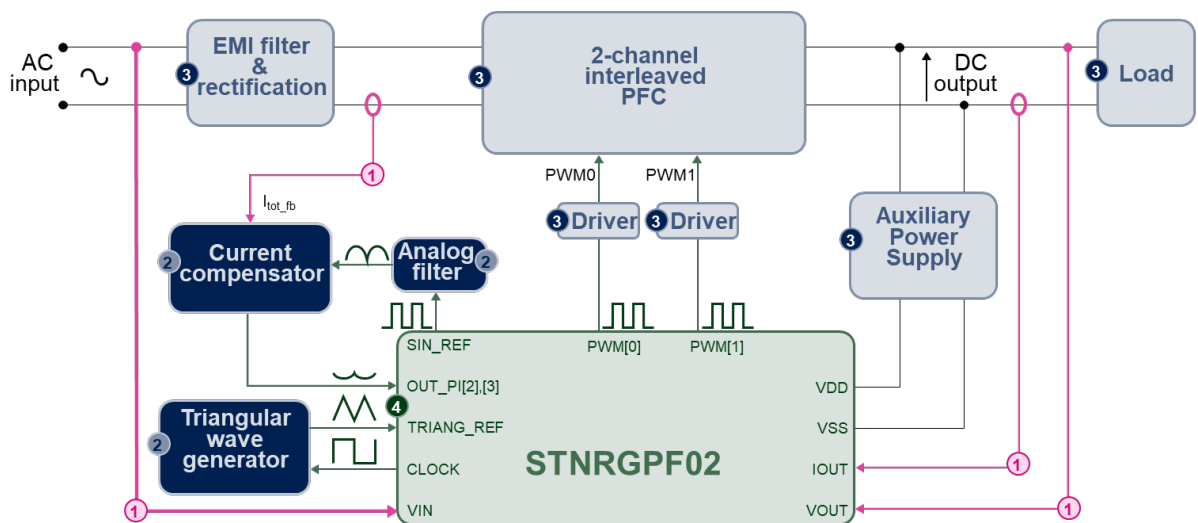 AC
input
EMI filter
&
rectification
3
2-channel
interleaved
PFC
3
DC
output
Load
3
1
I_tot_fb
PWM0
PWM1
3
Driver
3
Driver
Auxiliary
Power
Supply
3
Current
compensator
2
Analog
filter
2
SIN_REF
PWM[0]
PWM[1]
OUT_PI[2],[3]
4
TRIANG_REF
CLOCK
VIN
STNRGPF02
VDD
VSS
IOUT
VOUT
Triangular
wave
generator
2
1
1
1